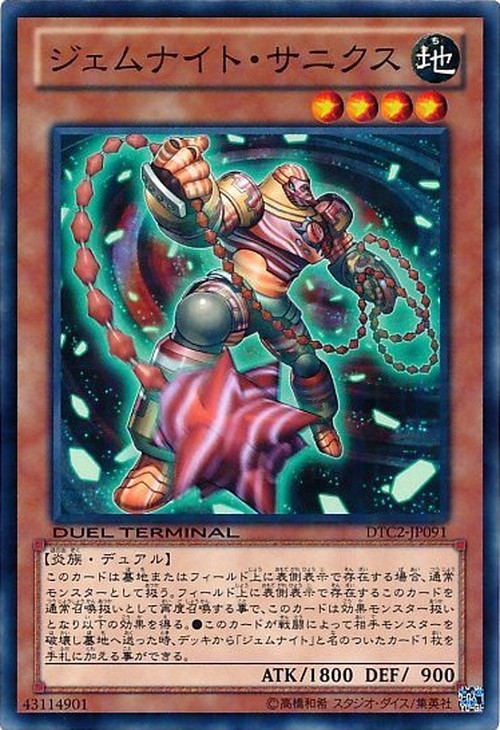 ジェムナイト・サニクス
地
DUEL TERMINAL
DTC2-JP091
【炎族・デュアル】
このカードは墓地またはフィールド上に表側表示で存在する場合、通常
モンスターとして扱う。フィールド上に表側表示で存在するこのカードを
通常召喚扱いとして再度召喚する事で、このカードは効果モンスター扱い
となり以下の効果を得る。●このカードが戦闘によって相手モンスターを
破壊し墓地へ送った時、デッキから「ジェムナイト」と名のついたカード1枚を
手札に加える事ができる。
ATK/1800 DEF/ 900
43114901
©高橋和希 スタジオ・ダイス/集英社